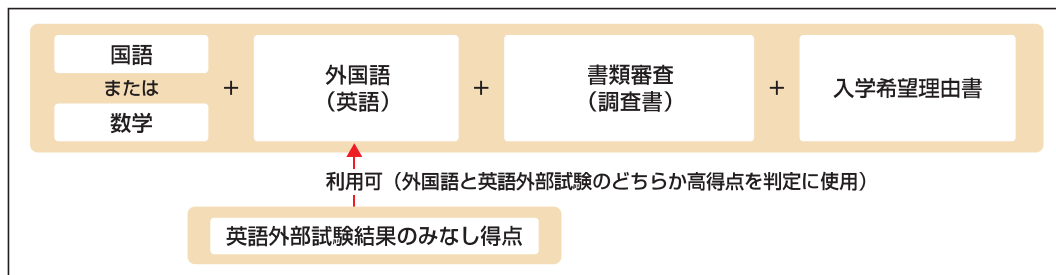 国語
または
数学
+
外国語
（英語）
+
書類審査
（調査書）
+
入学希望理由書
利用可（外国語と英語外部試験のどちらか高得点を判定に使用）
英語外部試験結果のみなし得点